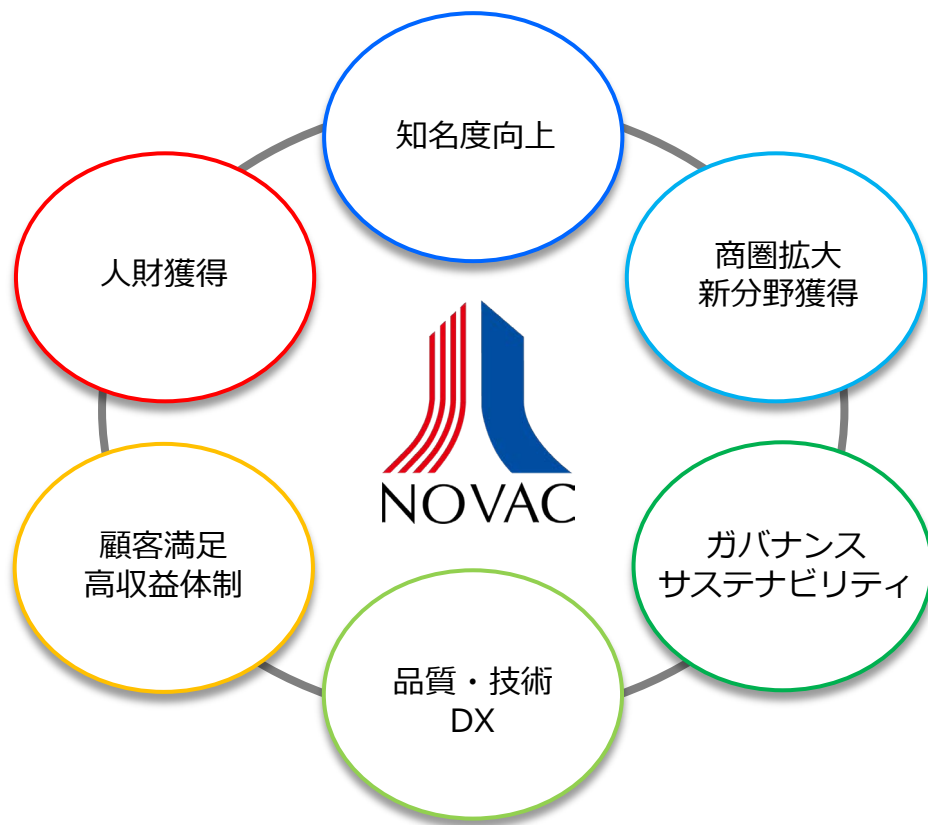 知名度向上
商圏拡大
新分野獲得
ガバナンス
サステナビリティ
品質・技術
DX
顧客満足
高収益体制
人財獲得
NOVAC